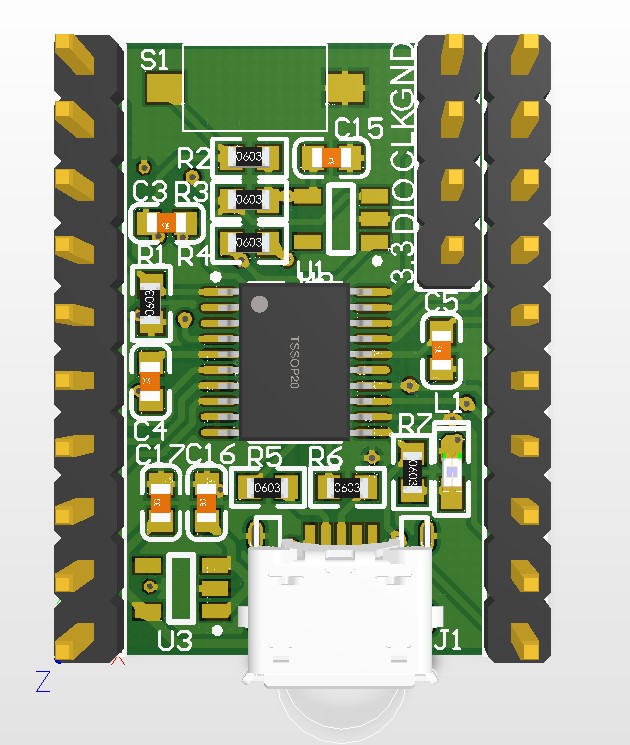 S1
GND
CLK
DIO
3.3
C15
R2
0603
C3
R3
0603
R4
0603
R1
0603
U1
C5
TSSOP20
L1
C4
C17
C16
R5
R6
R7
0603
0603
0603
U3
J1
Z